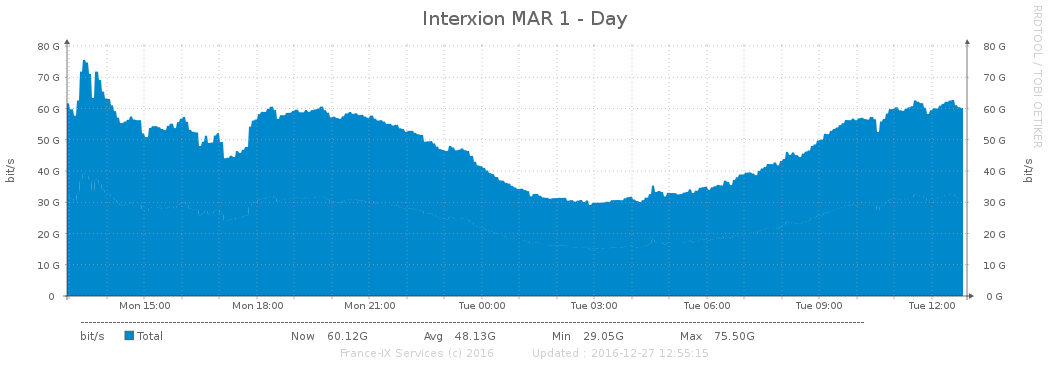 Interxion MAR 1 - Day
RRDTOOL / TOBI OETIKER
80 G 80 G
70 G 70 G
60 G 60 G
50 G 50 G
40 G 40 G
30 G 30 G
20 G 20 G
10 G 10 G
0 0 G
bit/s bit/s
Mon 15:00 Mon 18:00 Mon 21:00 Tue 00:00 Tue 03:00 Tue 06:00 Tue 09:00 Tue 12:00
bit/s Total Now 60.12G Avg 48.13G Min 29.05G Max 75.50G
France-IX Services (c) 2016 Updated : 2016-12-27 12:55:15